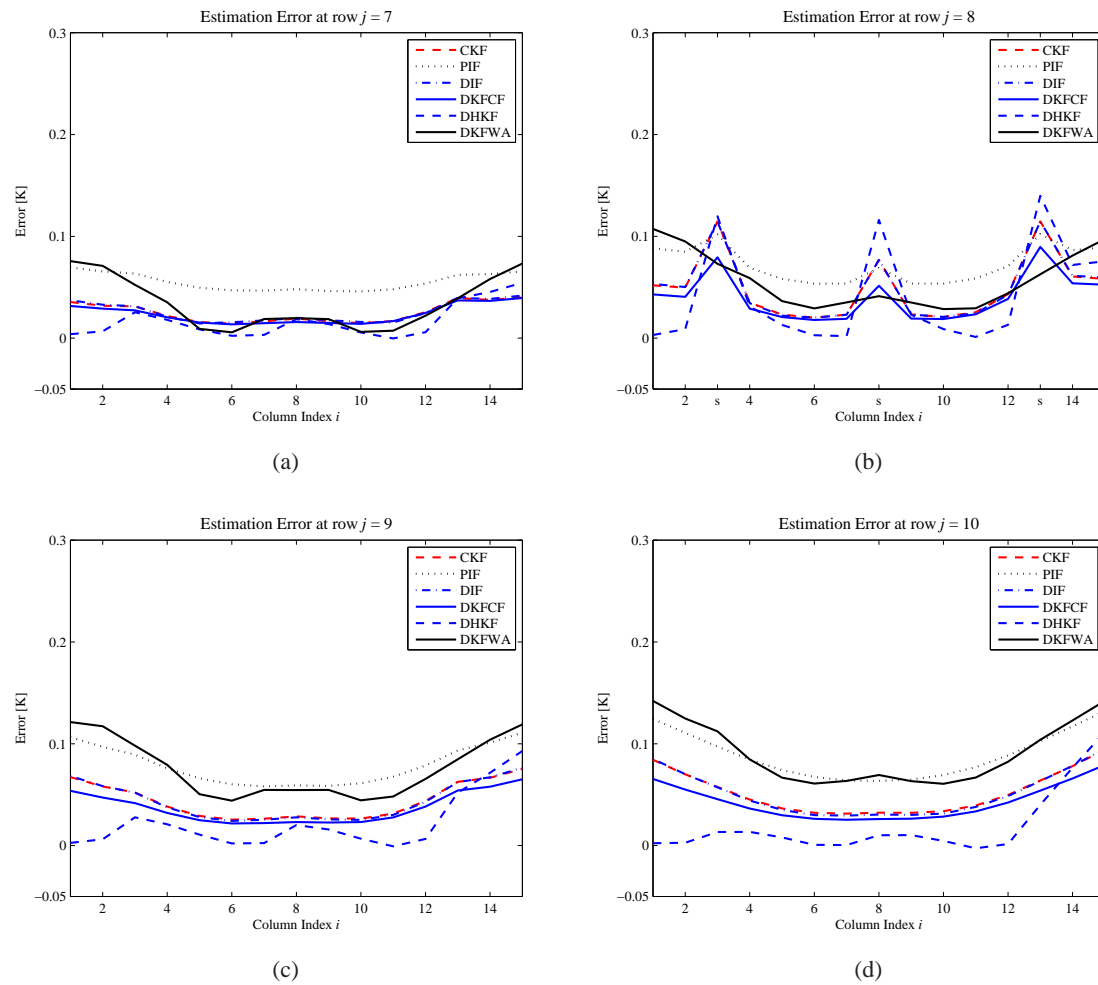 Estimation Error at row j = 7
0.3
0.2
0.1
0
−0.05
Error [K]
CKF
PIF
DIF
DKFCF
DHKF
DKFWA
2 4 6 8 10 12 14
Column Index i
(a)
Estimation Error at row j = 8
0.3
0.2
0.1
0
−0.05
Error [K]
CKF
PIF
DIF
DKFCF
DHKF
DKFWA
2 s 4 6 s 10 12 s 14
Column Index i
(b)
Estimation Error at row j = 9
0.3
0.2
0.1
0
−0.05
Error [K]
CKF
PIF
DIF
DKFCF
DHKF
DKFWA
2 4 6 8 10 12 14
Column Index i
(c)
Estimation Error at row j = 10
0.3
0.2
0.1
0
−0.05
Error [K]
CKF
PIF
DIF
DKFCF
DHKF
DKFWA
2 4 6 8 10 12 14
Column Index i
(d)